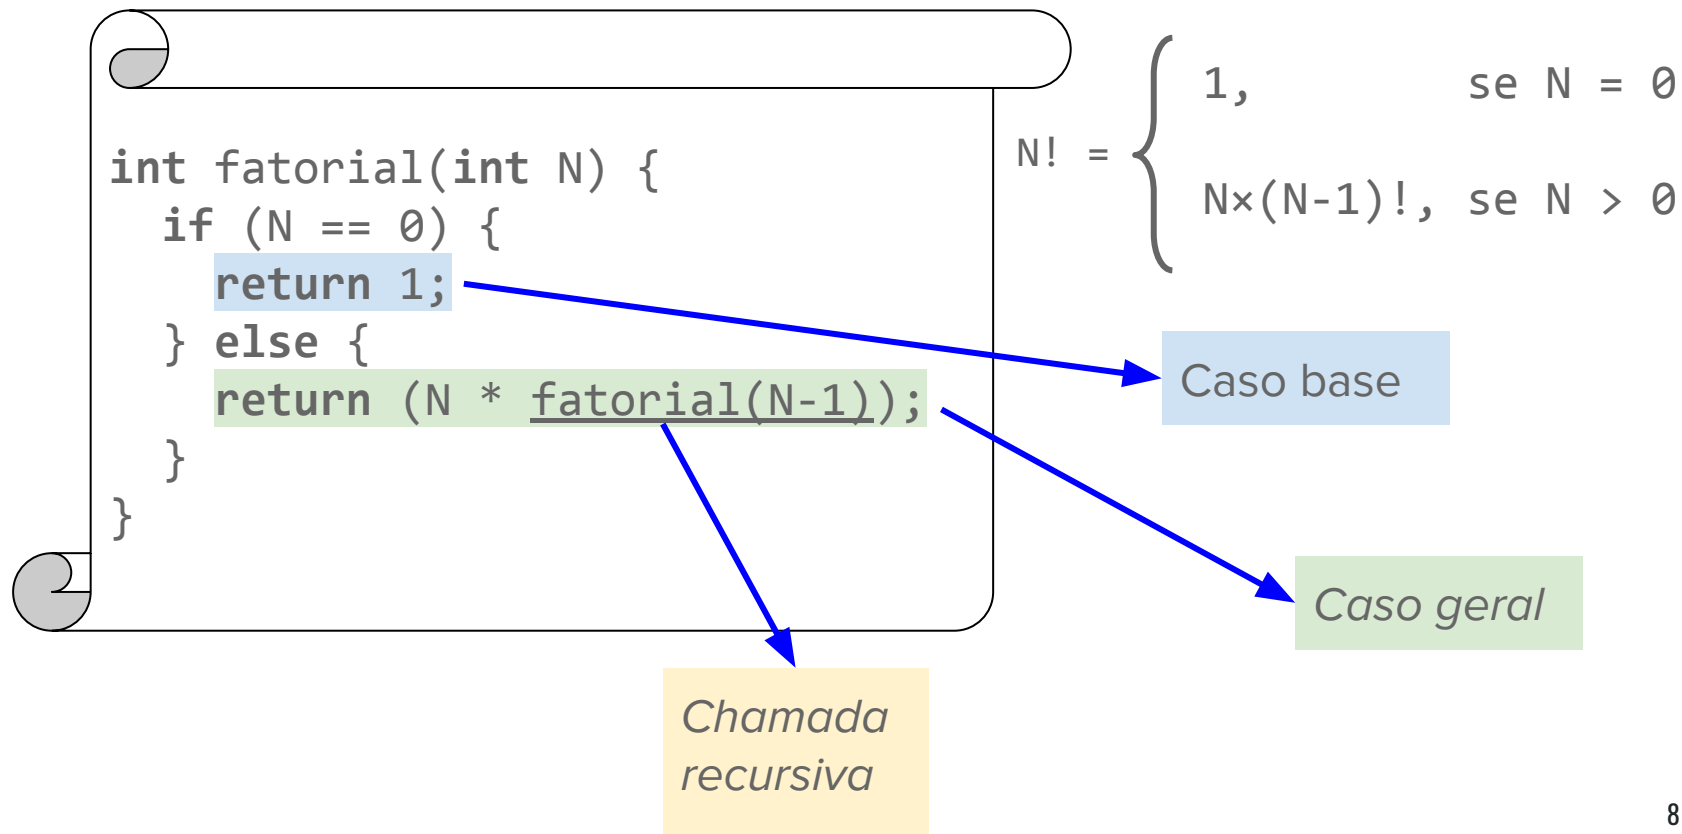 int fatorial(int N) {
if (N == 0) {
return 1;
} else {
return (N * fatorial(N-1));
}
}
N! =
1, se N = 0
N×(N-1)!, se N > 0
Caso base
Caso geral
Chamada
recursiva
8